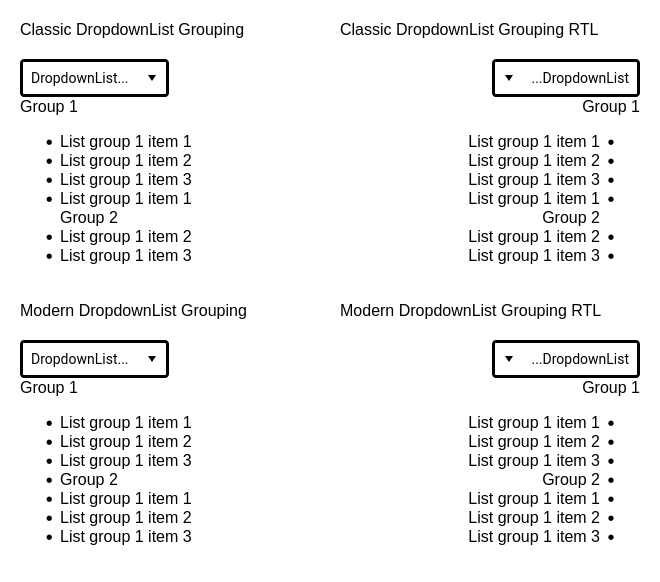 Classic DropdownList Grouping
DropdownList...
Group 1
• List group 1 item 1
• List group 1 item 2
• List group 1 item 3
• List group 1 item 1
Group 2
• List group 1 item 2
• List group 1 item 3
Classic DropdownList Grouping RTL
...DropdownList
Group 1
List group 1 item 1 •
List group 1 item 2 •
List group 1 item 3 •
List group 1 item 1 •
Group 2
List group 1 item 2 •
List group 1 item 3 •
Modern DropdownList Grouping
DropdownList...
Group 1
• List group 1 item 1
• List group 1 item 2
• List group 1 item 3
• Group 2
• List group 1 item 1
• List group 1 item 2
• List group 1 item 3
Modern DropdownList Grouping RTL
...DropdownList
Group 1
List group 1 item 1 •
List group 1 item 2 •
List group 1 item 3 •
Group 2 •
List group 1 item 1 •
List group 1 item 2 •
List group 1 item 3 •